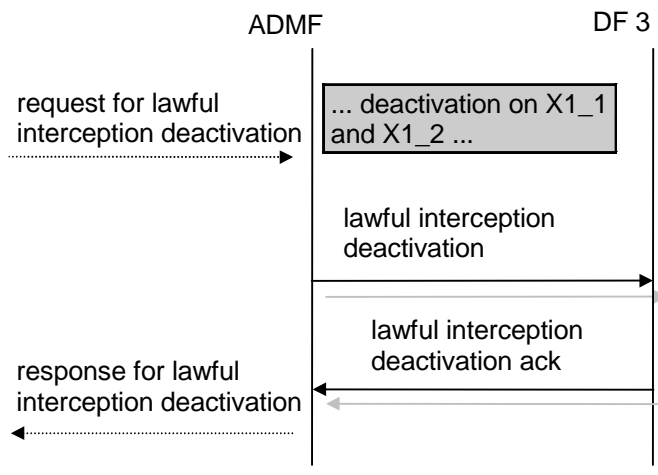 ADMF
DF 3
request for lawful
interception deactivation
... deactivation on X1_1
and X1_2 ...
lawful interception
deactivation
lawful interception
deactivation ack
response for lawful
interception deactivation